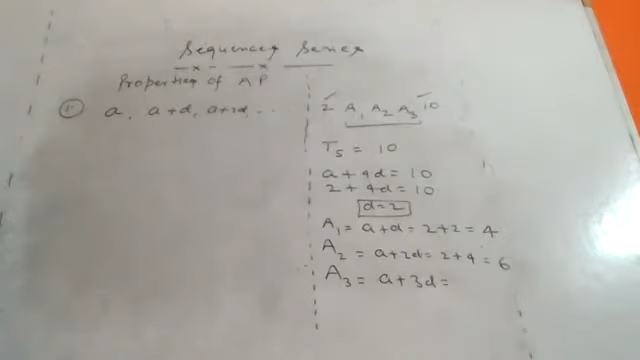 Sequences Series
Properties of AP
① a, a+d, a+2d, ...
2 A₁ A₂ A₃ 10
T₅ = 10
a + 4d = 10
2 + 4d = 10
d = 2
A₁ = a+d = 2+2 = 4
A₂ = a+2d = 2+4 = 6
A₃ = a+3d =